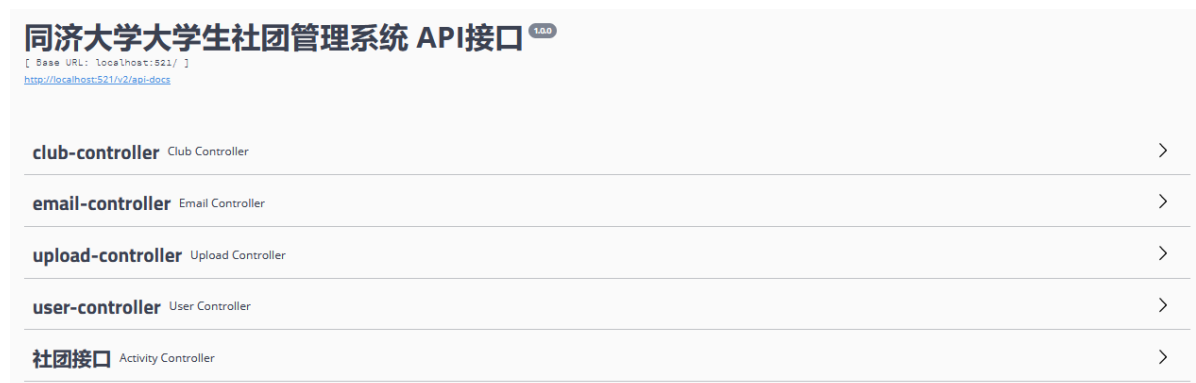 同济大学大学生社团管理系统 API接口 1.0.0
[ Base URL: localhost:521/ ]
http://localhost:521/v2/api-docs
club-controller Club Controller
email-controller Email Controller
upload-controller Upload Controller
user-controller User Controller
社团接口 Activity Controller